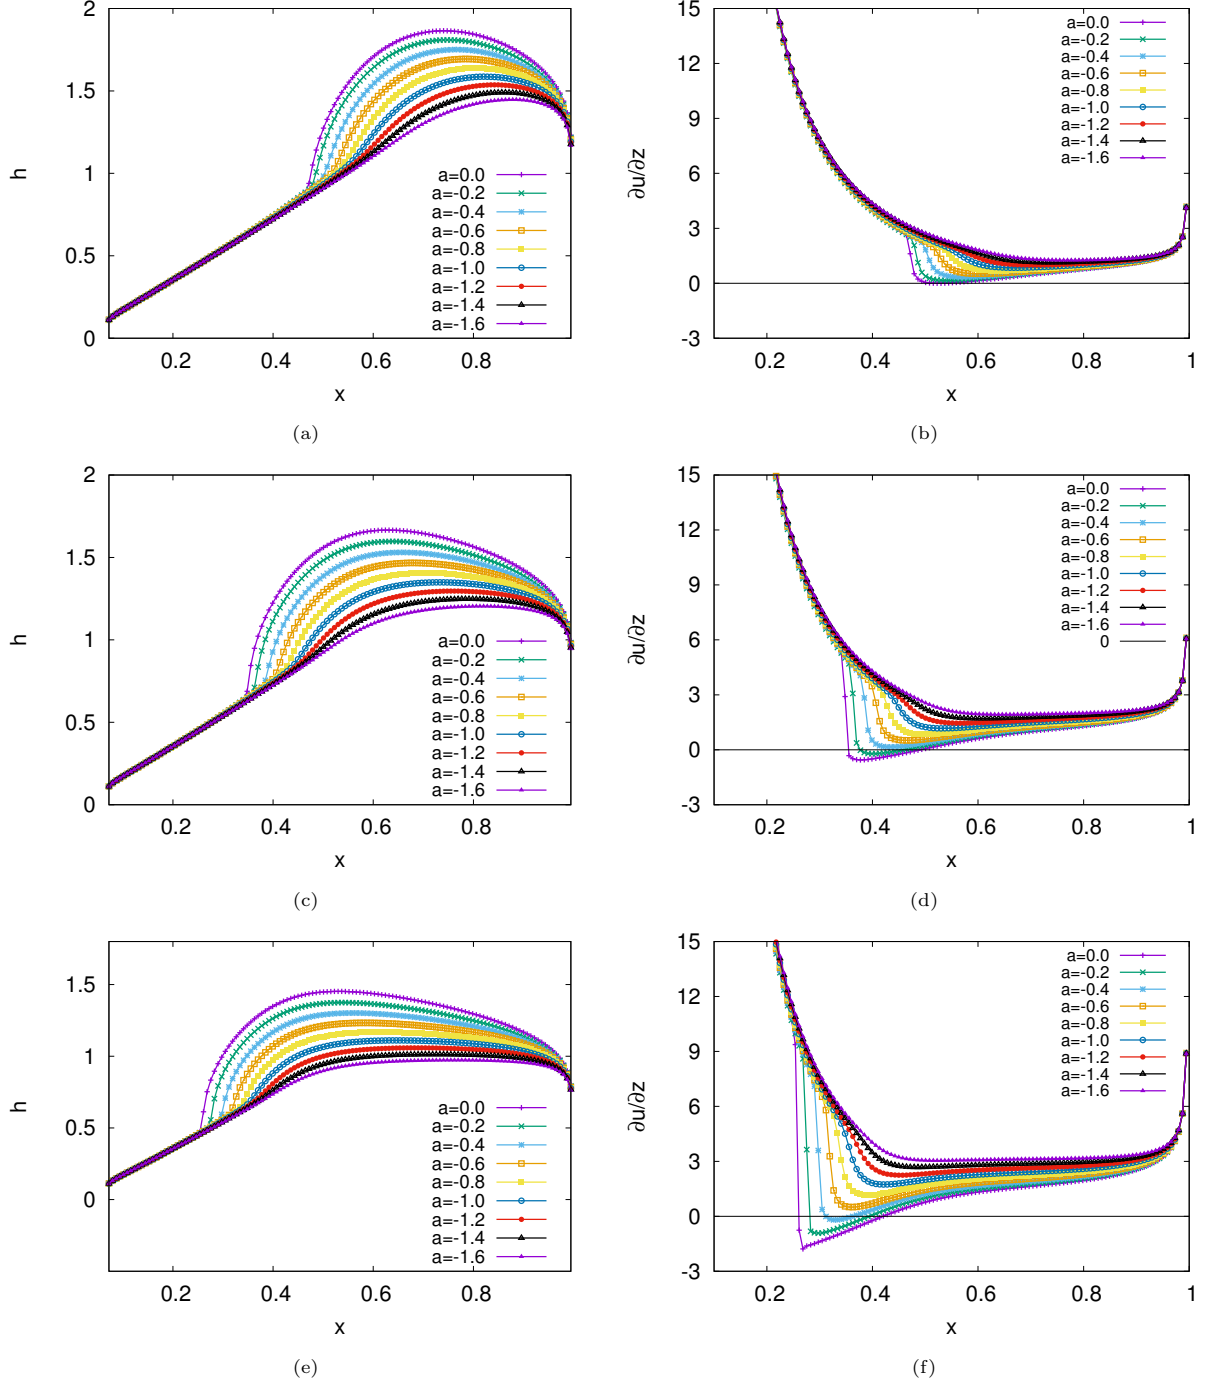 2
1.5
1
0.5
0
h
0.2
0.4
0.6
0.8
x
a=0.0
a=-0.2
a=-0.4
a=-0.6
a=-0.8
a=-1.0
a=-1.2
a=-1.4
a=-1.6
(a)
15
12
9
6
3
0
-3
∂u/∂z
0.2
0.4
0.6
0.8
1
x
a=0.0
a=-0.2
a=-0.4
a=-0.6
a=-0.8
a=-1.0
a=-1.2
a=-1.4
a=-1.6
(b)
2
1.5
1
0.5
0
h
0.2
0.4
0.6
0.8
x
a=0.0
a=-0.2
a=-0.4
a=-0.6
a=-0.8
a=-1.0
a=-1.2
a=-1.4
a=-1.6
(c)
15
12
9
6
3
0
-3
∂u/∂z
0.2
0.4
0.6
0.8
1
x
a=0.0
a=-0.2
a=-0.4
a=-0.6
a=-0.8
a=-1.0
a=-1.2
a=-1.4
a=-1.6
0
(d)
1.5
1
0.5
0
h
0.2
0.4
0.6
0.8
x
a=0.0
a=-0.2
a=-0.4
a=-0.6
a=-0.8
a=-1.0
a=-1.2
a=-1.4
a=-1.6
(e)
15
12
9
6
3
0
-3
∂u/∂z
0.2
0.4
0.6
0.8
1
x
a=0.0
a=-0.2
a=-0.4
a=-0.6
a=-0.8
a=-1.0
a=-1.2
a=-1.4
a=-1.6
(f)